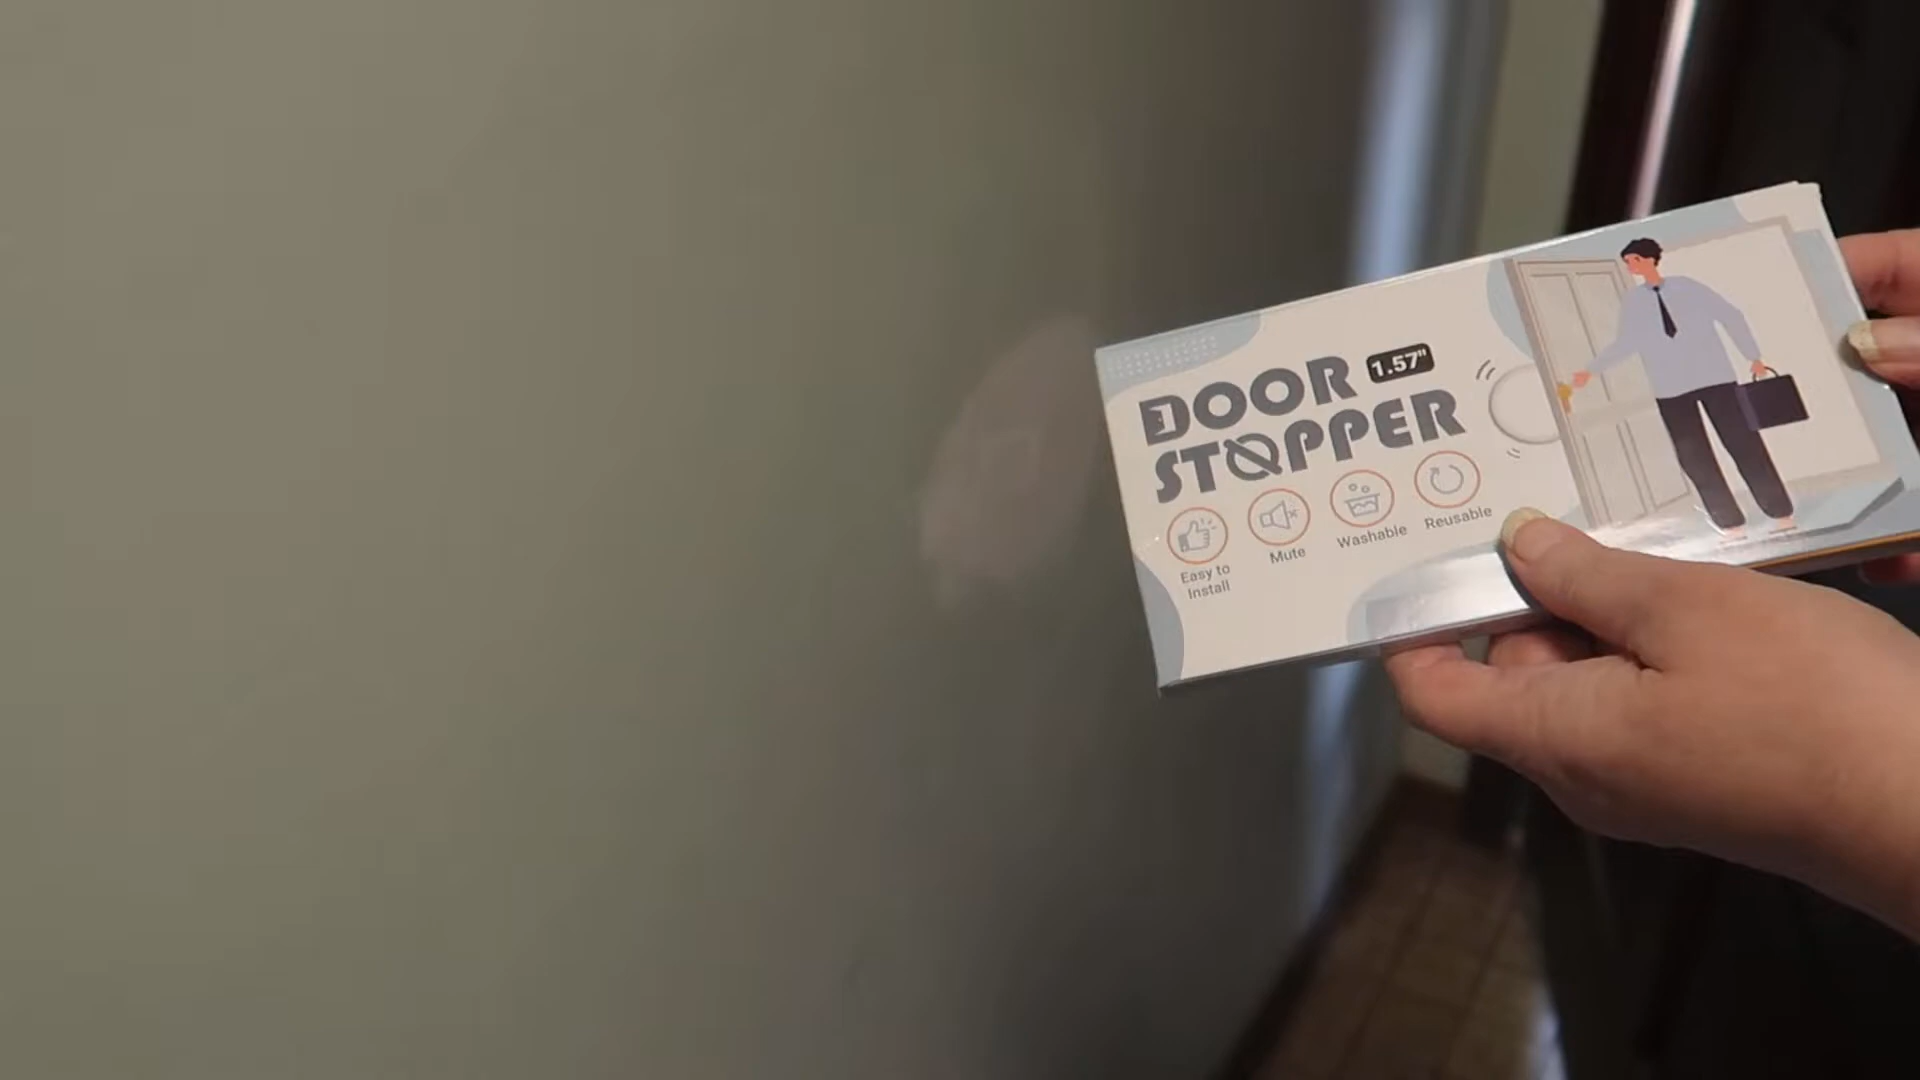 DOOR 1.57"
STOPPER
Easy to
Install
Mute
Washable
Reusable